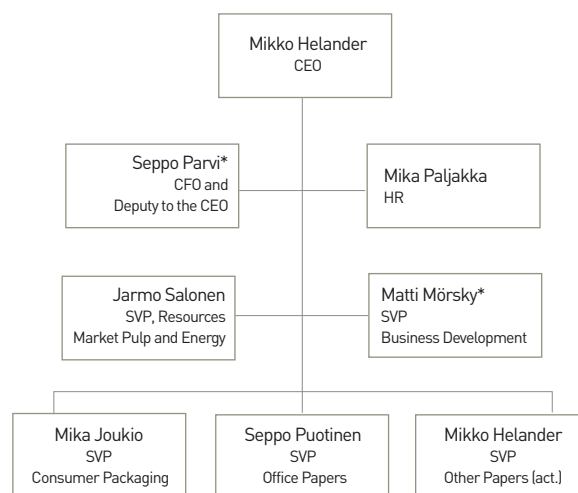 Mikko Helander
CEO
Seppo Parvi*
CFO and
Deputy to the CEO
Mika Paljakka
HR
Jarmo Salonen
SVP, Resources
Market Pulp and Energy
Matti Mörsky*
SVP
Business Development
Mika Joukio
SVP
Consumer Packaging
Seppo Puotinen
SVP
Office Papers
Mikko Helander
SVP
Other Papers (act.)